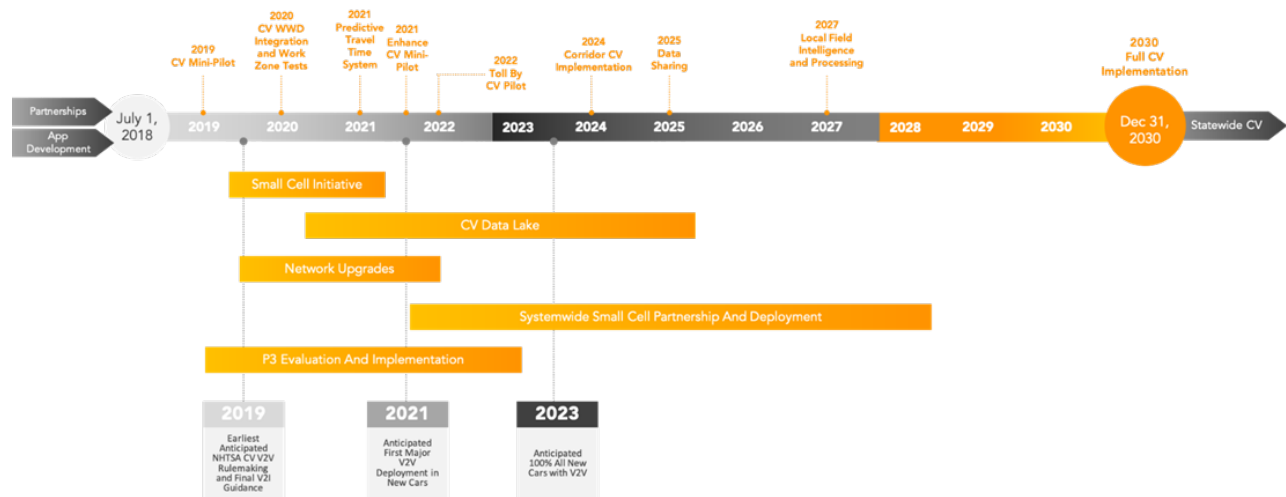 2019
CV Mini-Pilot
2020
CV WWD
Integration
and Work
Zone Tests
2021
Predictive
Travel
Time
System
2021
Enhance
CV Mini-
Pilot
2022
Toll By
CV Pilot
2024
Corridor CV
Implementation
2025
Data
Sharing
2027
Local Field
Intelligence
and Processing
2030
Full CV
Implementation
Partnerships
App
Development
July 1,
2018
2019
2020
2021
2022
2023
2024
2025
2026
2027
2028
2029
2030
Dec 31,
2030
Statewide CV
Small Cell Initiative
CV Data Lake
Network Upgrades
Systemwide Small Cell Partnership And Deployment
P3 Evaluation And Implementation
2019
Earliest
Anticipated
NHTSA CV V2V
Rulemaking
and Final V2I
Guidance
2021
Anticipated
First Major
V2V
Deployment in
New Cars
2023
Anticipated
100% All New
Cars with V2V